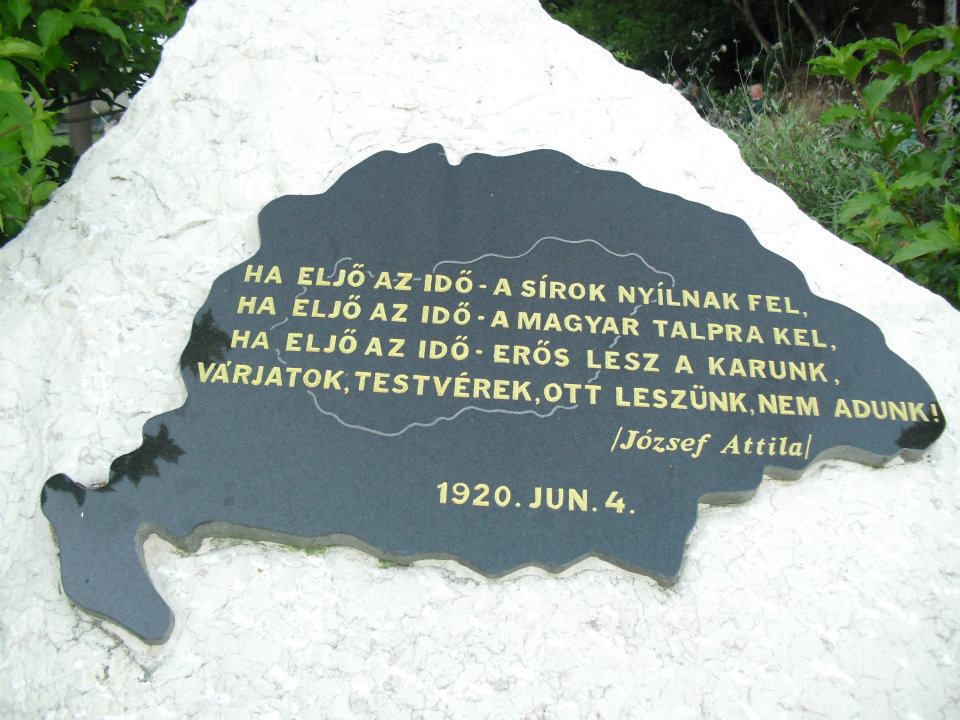 HA ELJŐ AZ IDŐ - A SÍROK NYÍLNAK FEL,
HA ELJŐ AZ IDŐ - A MAGYAR TALPRA KEL,
HA ELJŐ AZ IDŐ - ERŐS LESZ A KARUNK,
VÁRJATOK, TESTVÉREK, OTT LESZÜNK, NEM ADUNK!
/József Attila/
1920. JUN. 4.